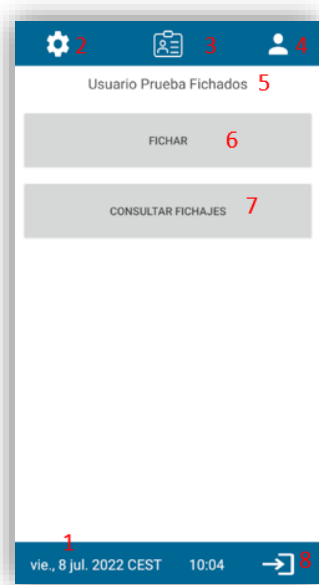 2 3 4
Usuario Prueba Fichados 5
FICHAR 6
CONSULTAR FICHAJES 7
1
vie., 8 jul. 2022 CEST 10:04 8